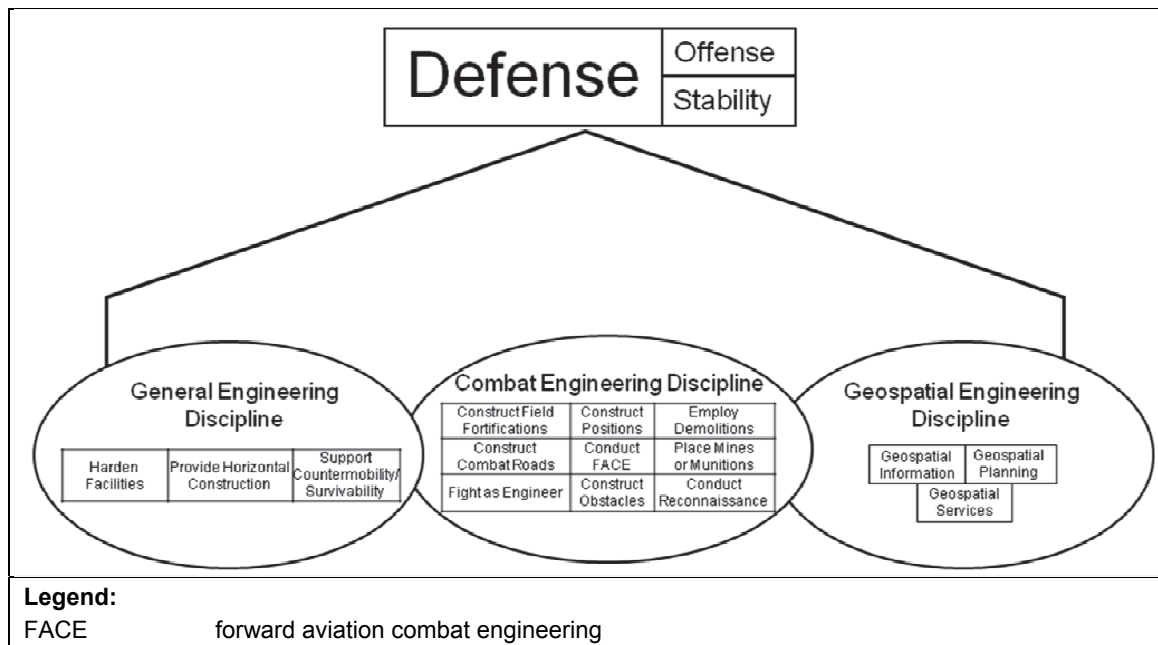 Defense
Offense
Stability
General Engineering
Discipline
Harden
Facilities
Provide Horizontal
Construction
Support
Countermobility/
Survivability
Combat Engineering Discipline
Construct Field
Fortifications
Construct
Positions
Employ
Demolitions
Construct
Combat Roads
Conduct
FACE
Place Mines
or Munitions
Fight as Engineer
Construct
Obstacles
Conduct
Reconnaissance
Geospatial Engineering
Discipline
Geospatial
Information
Geospatial
Planning
Geospatial
Services
Legend:
FACE forward aviation combat engineering